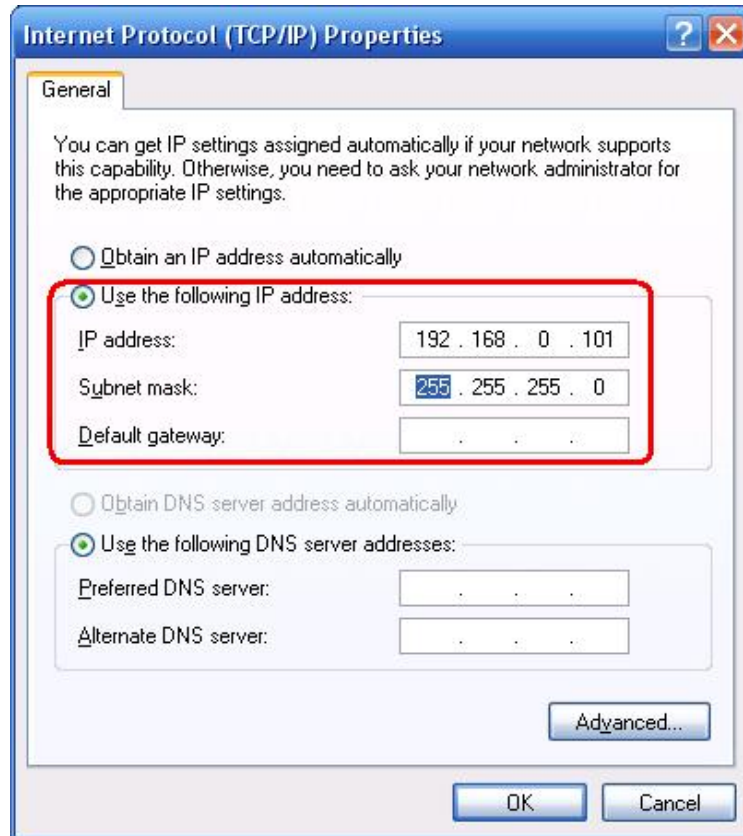 Internet Protocol (TCP/IP) Properties
General
You can get IP settings assigned automatically if your network supports
this capability. Otherwise, you need to ask your network administrator for
the appropriate IP settings.
Obtain an IP address automatically
Use the following IP address:
IP address: 192 . 168 . 0 . 101
Subnet mask: 255 . 255 . 255 . 0
Default gateway: . . .
Obtain DNS server address automatically
Use the following DNS server addresses:
Preferred DNS server: . . .
Alternate DNS server: . . .
Advanced...
OK Cancel